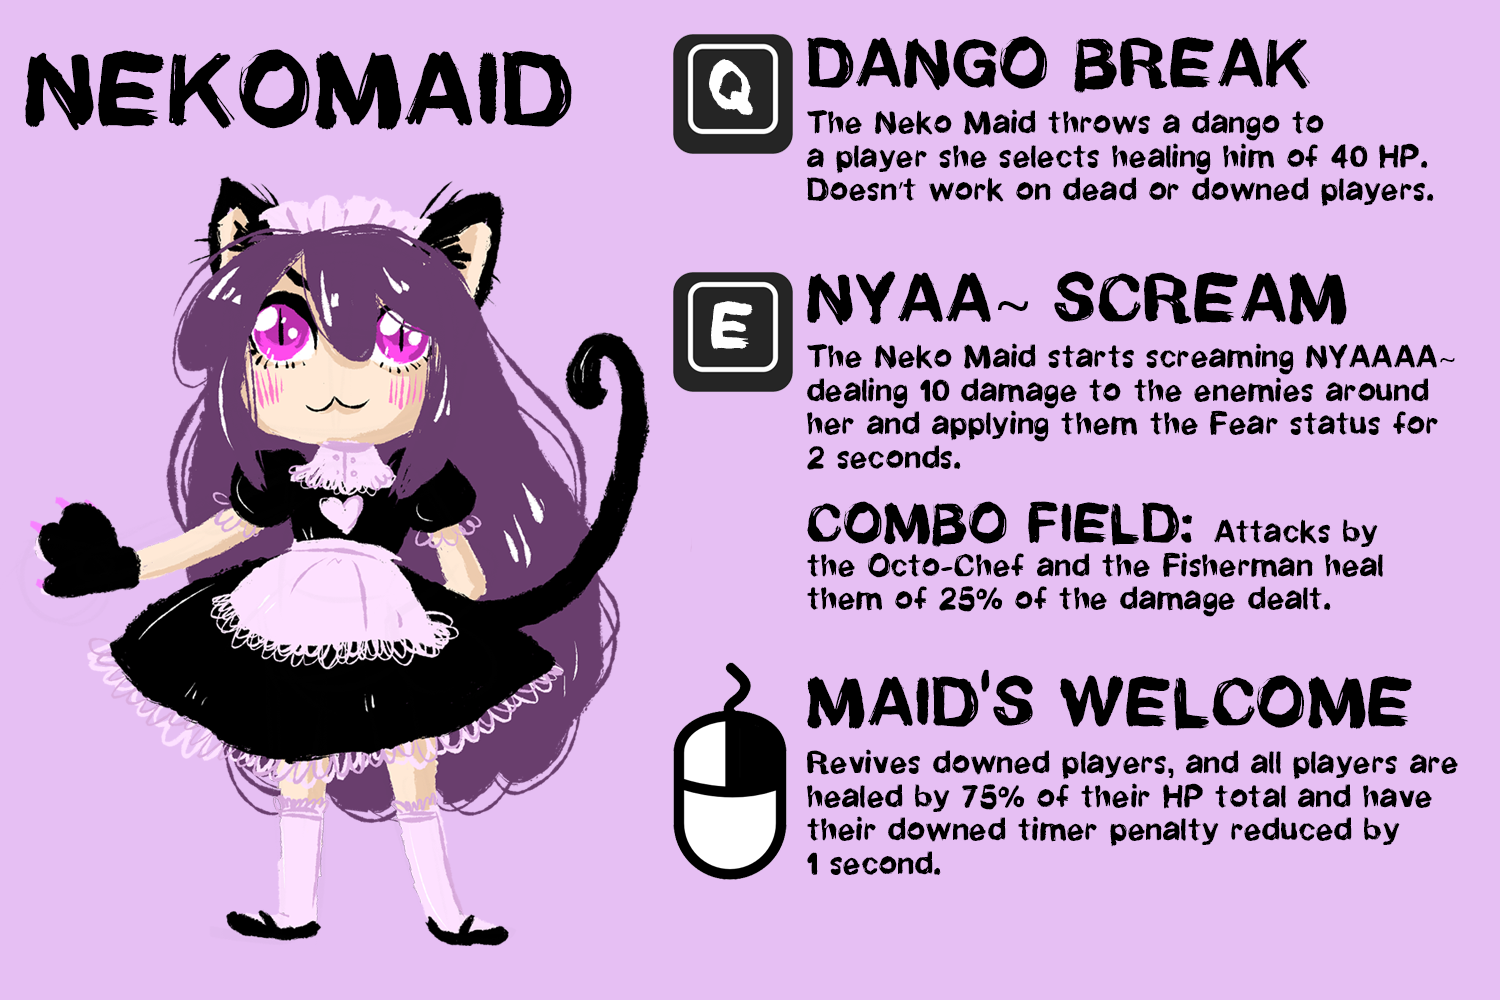 NEKOMAID
Q
DANGO BREAK
The Neko Maid throws a dango to
a player she selects healing him of 40 HP.
Doesn't work on dead or downed players.
E
NYAA~ SCREAM
The Neko Maid starts screaming NYAAAA~
dealing 10 damage to the enemies around
her and applying them the Fear status for
2 seconds.
COMBO FIELD: Attacks by
the Octo-Chef and the Fisherman heal
them of 25% of the damage dealt.
MAID'S WELCOME
Revives downed players, and all players are
healed by 75% of their HP total and have
their downed timer penalty reduced by
1 second.